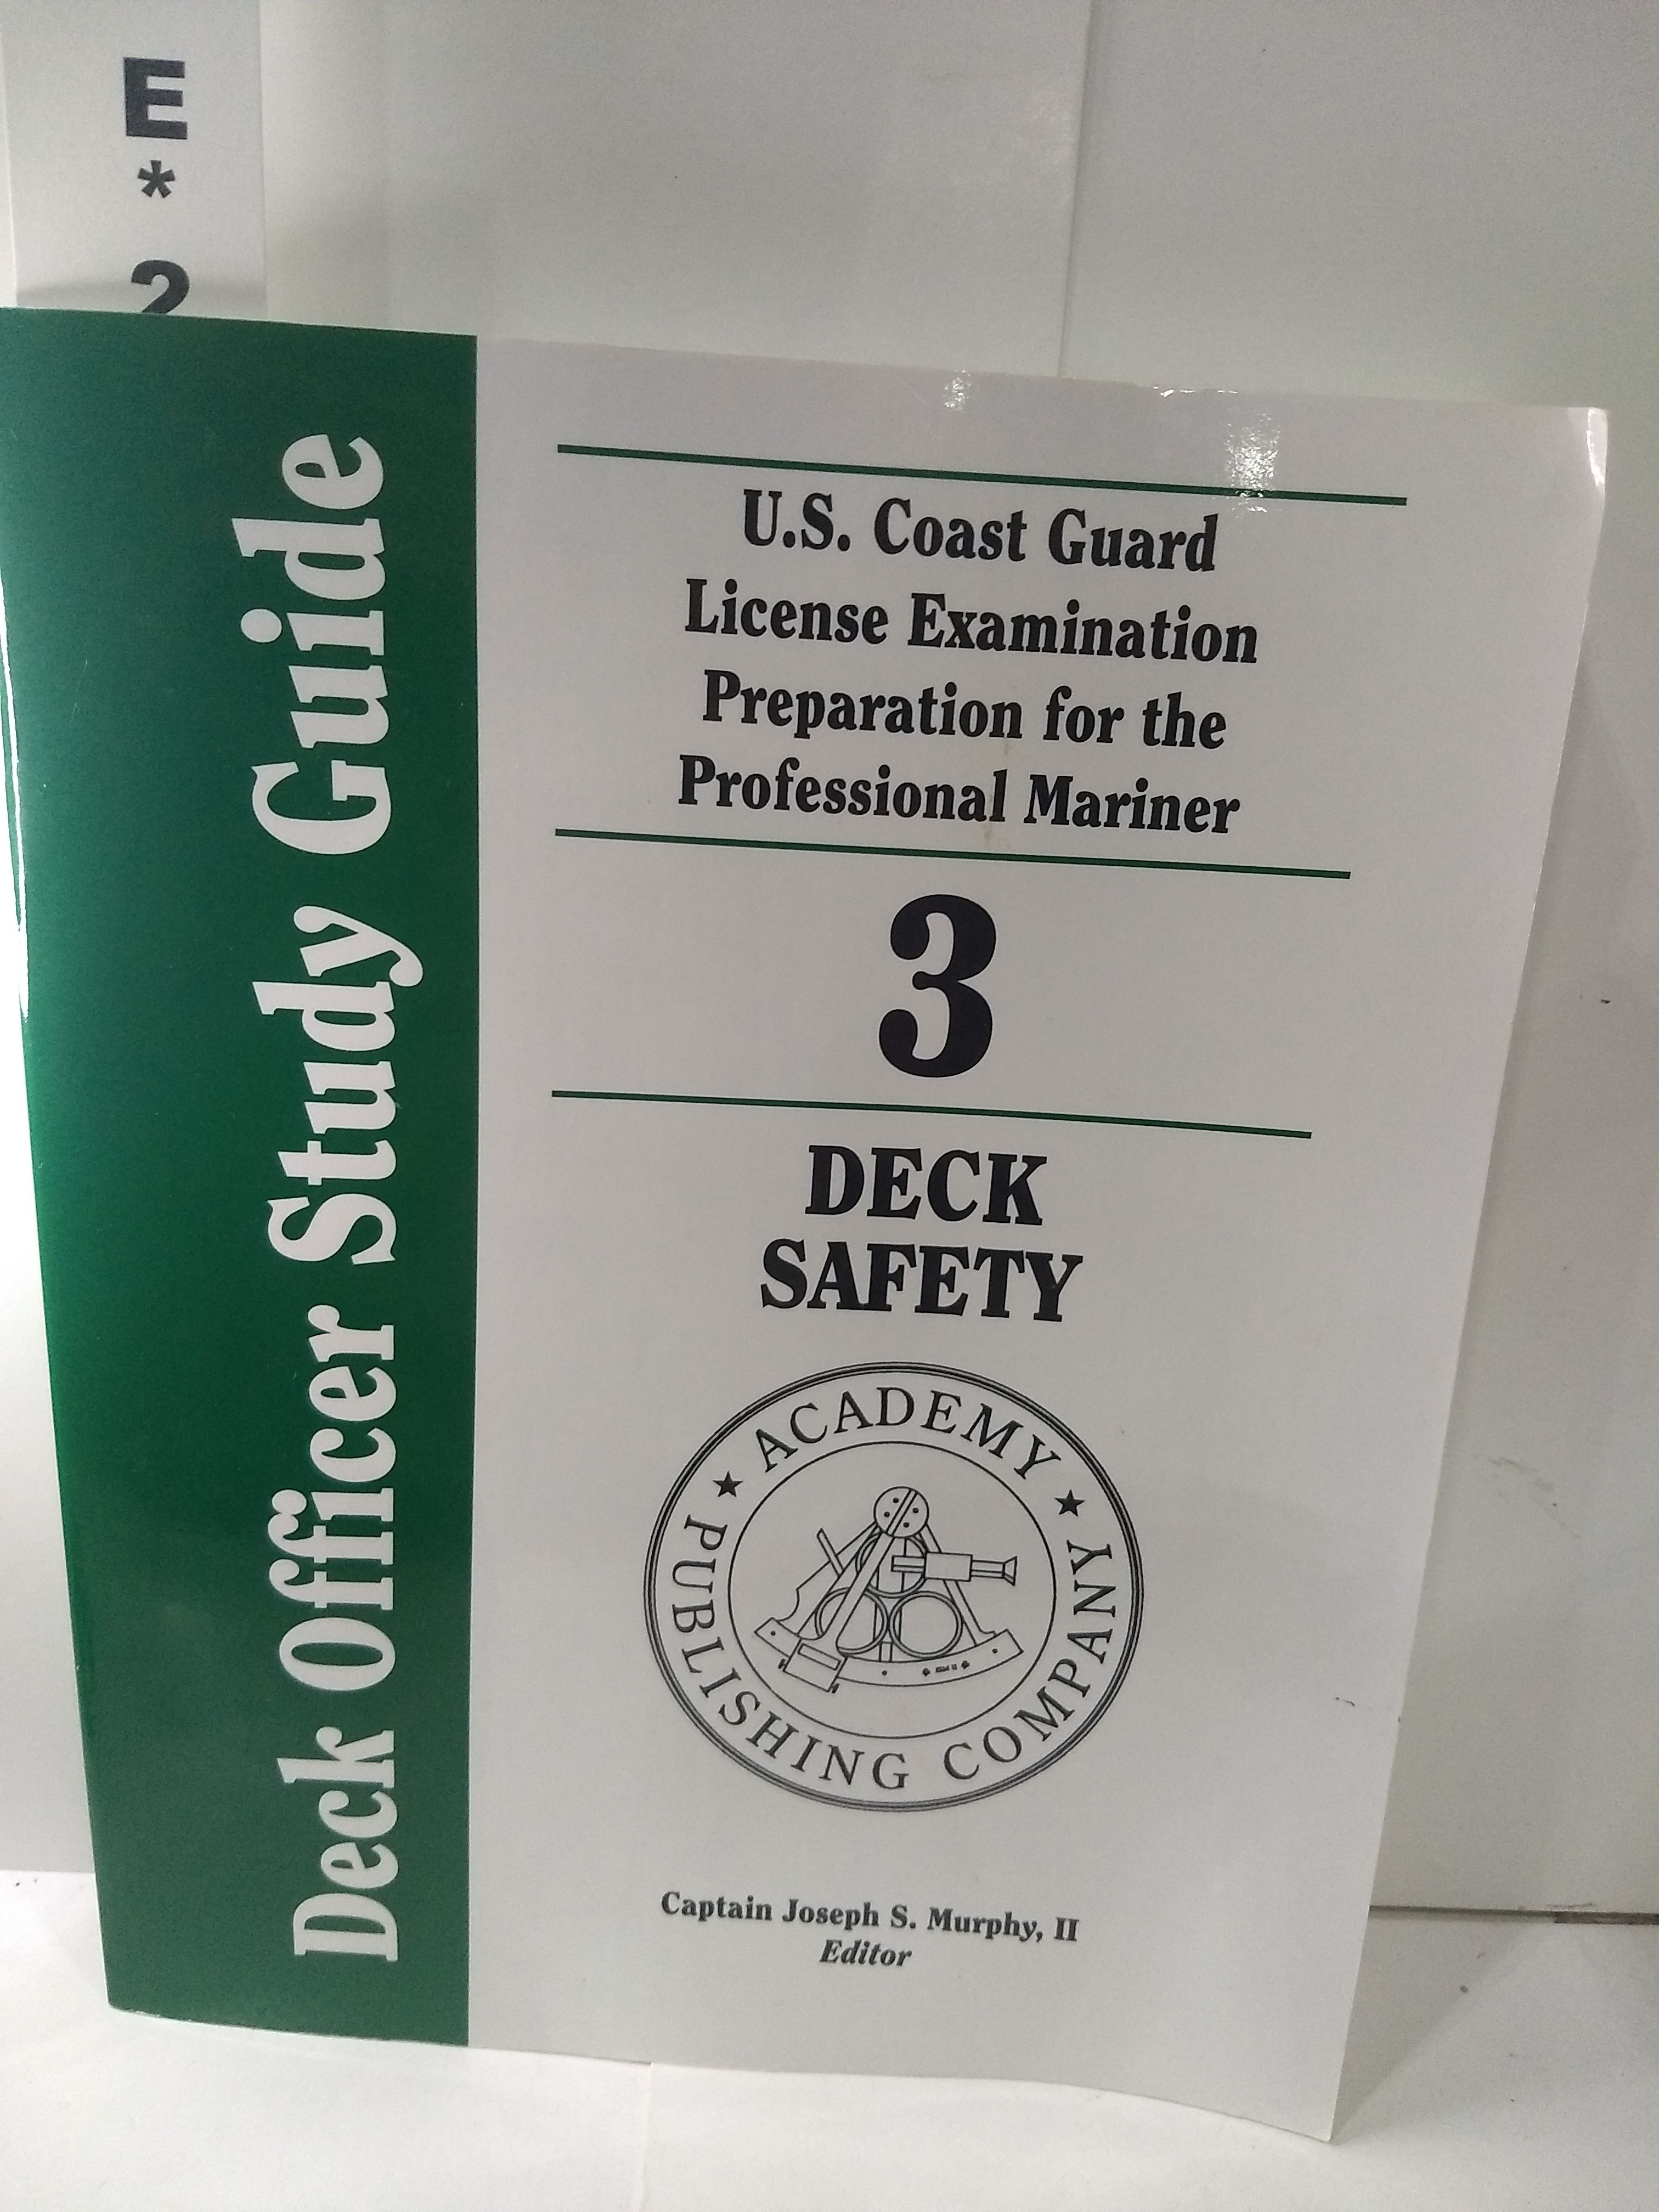 E
*
2
Deck Officer Study Guide
U.S. Coast Guard
License Examination
Preparation for the
Professional Mariner
3
DECK
SAFETY
★ ACADEMY ★
PUBLISHING COMPANY
Captain Joseph S. Murphy, II
Editor